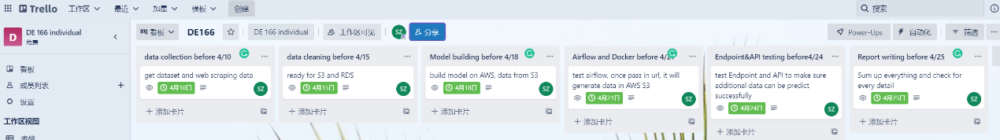 Trello
工作区
最近
加星
模板
创建
搜索
DE
DE 166 individual
免费
看板
DE166
DE 166 individual
工作区可见
SZ
分享
Power-Ups
自动化
筛选
看板
成员列表
设置
工作区视图
表格
data collection before 4/10
get dataset and web scraping data
4月10日
SZ
添加卡片
data cleaning before 4/15
ready for S3 and RDS
4月15日
SZ
添加卡片
Model building before 4/18
build model on AWS, data from S3
4月18日
SZ
添加卡片
Airflow and Docker before 4/21
test airflow, once pass in url, it will
generate data in AWS S3
4月21日
SZ
添加卡片
Endpoint&API testing before4/24
test Endpoint and API to make sure
additional data can be predict
successfully
4月24日
SZ
添加卡片
Report writing before 4/25
Sum up everything and check for
every detail
4月25日
SZ
添加卡片